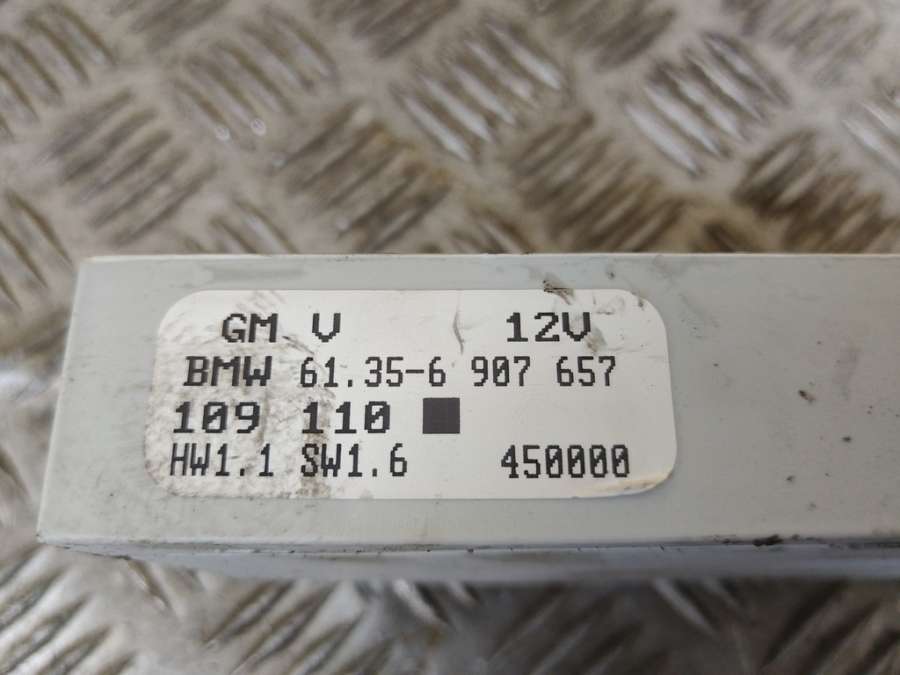 GM V 12V
BMW 61.35-6 907 657
109 110
HW1.1 SW1.6 450000